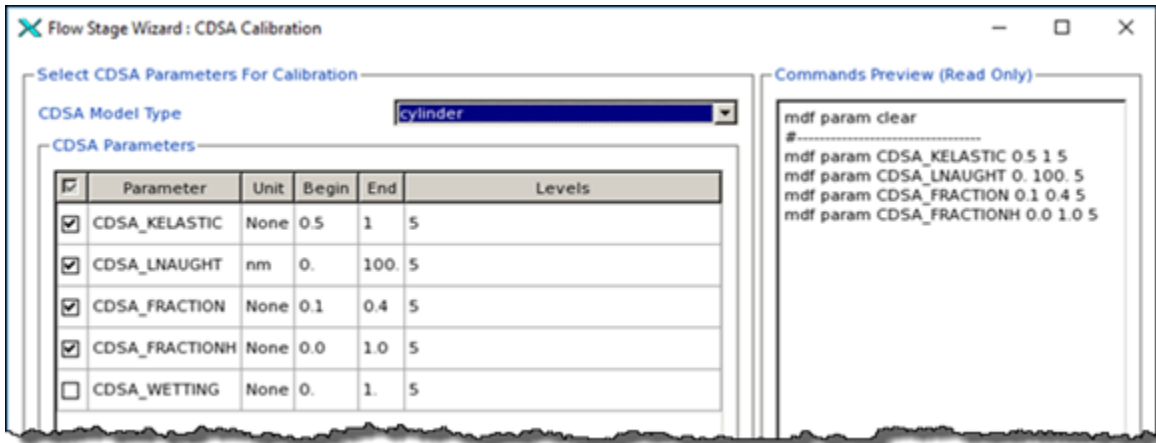 Flow Stage Wizard : CDSA Calibration
Select CDSA Parameters For Calibration
CDSA Model Type cylinder
CDSA Parameters
Parameter Unit Begin End Levels
CDSA_KELASTIC None 0.5 1 5
CDSA_LNAUGHT nm 0. 100. 5
CDSA_FRACTION None 0.1 0.4 5
CDSA_FRACTIONH None 0.0 1.0 5
CDSA_WETTING None 0. 1. 5
Commands Preview (Read Only)
mdf param clear
#-----------------------------------
mdf param CDSA_KELASTIC 0.5 1 5
mdf param CDSA_LNAUGHT 0. 100. 5
mdf param CDSA_FRACTION 0.1 0.4 5
mdf param CDSA_FRACTIONH 0.0 1.0 5